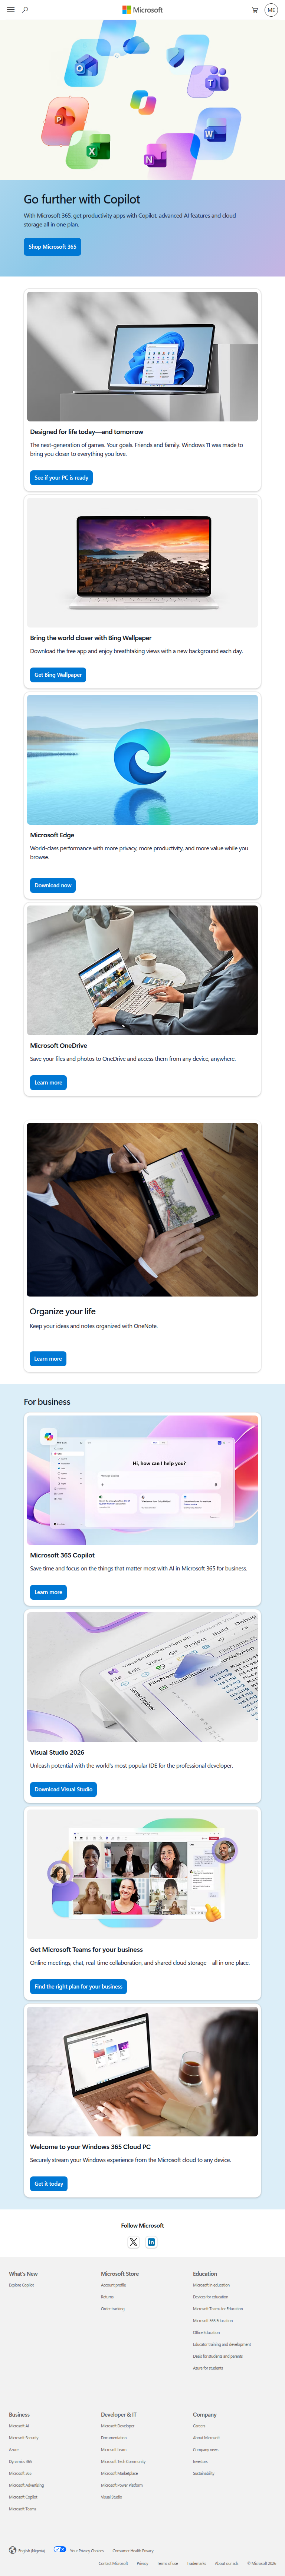 Microsoft
ME
Go further with Copilot
With Microsoft 365, get productivity apps with Copilot, advanced AI features and cloud
storage all in one plan.
Shop Microsoft 365
Designed for life today—and tomorrow
The next-generation of games. Your goals. Friends and family. Windows 11 was made to
bring you closer to everything you love.
See if your PC is ready
Bring the world closer with Bing Wallpaper
Download the free app and enjoy breathtaking views with a new background each day.
Get Bing Wallpaper
Microsoft Edge
World-class performance with more privacy, more productivity, and more value while you
browse.
Download now
Microsoft OneDrive
Save your files and photos to OneDrive and access them from any device, anywhere.
Learn more
Organize your life
Keep your ideas and notes organized with OneNote.
Learn more
For business
Hi, how can I help you?
Microsoft 365 Copilot
Save time and focus on the things that matter most with AI in Microsoft 365 for business.
Learn more
File Edit View Git Project Build Debug
Server Explorer
Visual Studio 2026
Unleash potential with the world's most popular IDE for the professional developer.
Download Visual Studio
Get Microsoft Teams for your business
Online meetings, chat, real-time collaboration, and shared cloud storage – all in one place.
Find the right plan for your business
Welcome to your Windows 365 Cloud PC
Securely stream your Windows experience from the Microsoft cloud to any device.
Get it today
Follow Microsoft
What's New
Explore Copilot
Microsoft Store
Account profile
Returns
Order tracking
Education
Microsoft in education
Devices for education
Microsoft Teams for Education
Microsoft 365 Education
Office Education
Educator training and development
Deals for students and parents
Azure for students
Business
Microsoft AI
Microsoft Security
Azure
Dynamics 365
Microsoft 365
Microsoft Advertising
Microsoft Copilot
Microsoft Teams
Developer & IT
Microsoft Developer
Documentation
Microsoft Learn
Microsoft Tech Community
Microsoft Marketplace
Microsoft Power Platform
Visual Studio
Company
Careers
About Microsoft
Company news
Investors
Sustainability
English (Nigeria)
Your Privacy Choices
Consumer Health Privacy
Contact Microsoft
Privacy
Terms of use
Trademarks
About our ads
© Microsoft 2026